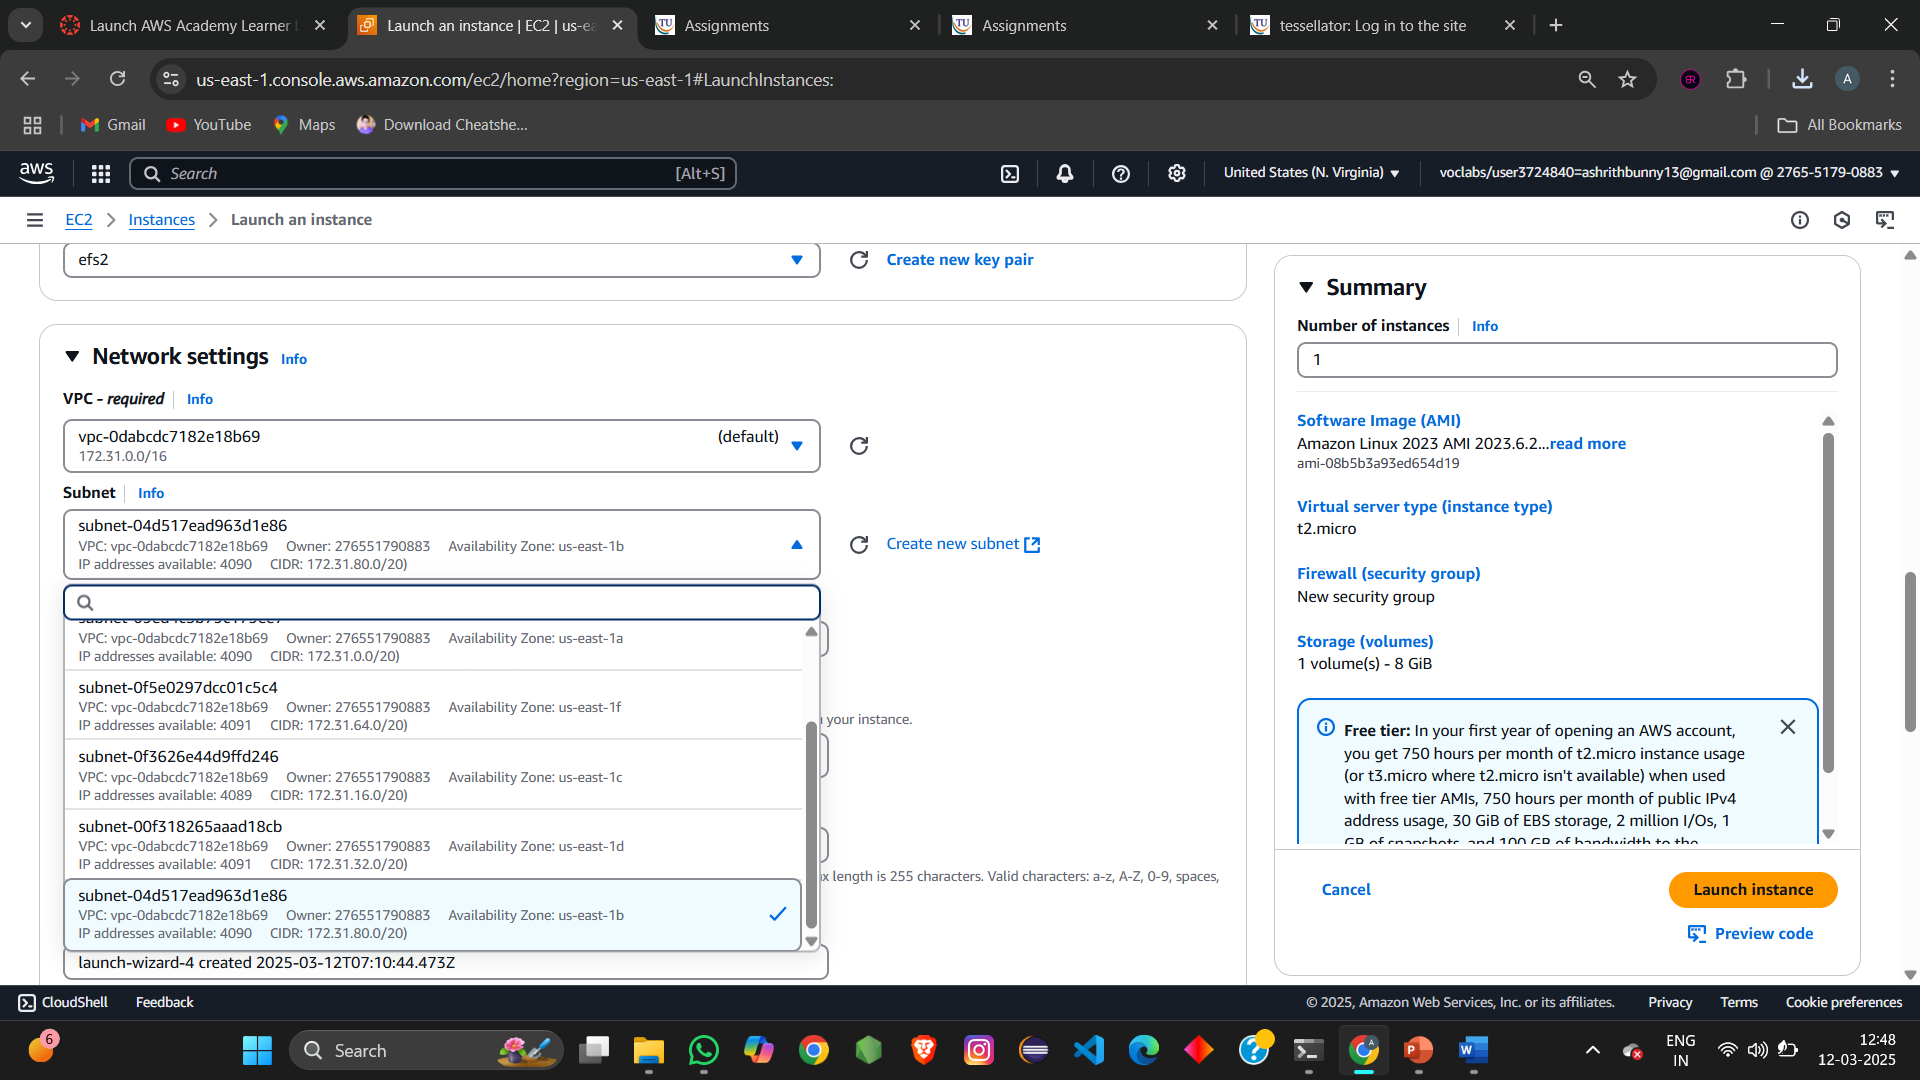 Launch AWS Academy Learner
Launch an instance | EC2 | us-ea
Assignments
Assignments
tessellator: Log in to the site
us-east-1.console.aws.amazon.com/ec2/home?region=us-east-1#LaunchInstances:
A
Gmail
YouTube
Maps
Download Cheatshe...
All Bookmarks
aws
Search
[Alt+S]
United States (N. Virginia)
voclabs/user3724840=ashrithbunny13@gmail.com @ 2765-5179-0883
EC2
Instances
Launch an instance
efs2
Create new key pair
Network settings Info
VPC - required Info
vpc-0dabcdc7182e18b69 (default)
172.31.0.0/16
Subnet Info
subnet-04d517ead963d1e86
VPC: vpc-0dabcdc7182e18b69 Owner: 276551790883 Availability Zone: us-east-1b
IP addresses available: 4090 CIDR: 172.31.80.0/20)
Create new subnet
VPC: vpc-0dabcdc7182e18b69 Owner: 276551790883 Availability Zone: us-east-1a
IP addresses available: 4090 CIDR: 172.31.0.0/20)
subnet-0f5e0297dcc01c5c4
VPC: vpc-0dabcdc7182e18b69 Owner: 276551790883 Availability Zone: us-east-1f
IP addresses available: 4091 CIDR: 172.31.64.0/20)
your instance.
subnet-0f3626e44d9ffd246
VPC: vpc-0dabcdc7182e18b69 Owner: 276551790883 Availability Zone: us-east-1c
IP addresses available: 4089 CIDR: 172.31.16.0/20)
subnet-00f318265aaad18cb
VPC: vpc-0dabcdc7182e18b69 Owner: 276551790883 Availability Zone: us-east-1d
IP addresses available: 4091 CIDR: 172.31.32.0/20)
length is 255 characters. Valid characters: a-z, A-Z, 0-9, spaces,
subnet-04d517ead963d1e86
VPC: vpc-0dabcdc7182e18b69 Owner: 276551790883 Availability Zone: us-east-1b
IP addresses available: 4090 CIDR: 172.31.80.0/20)
launch-wizard-4 created 2025-03-12T07:10:44.473Z
Summary
Number of instances Info
1
Software Image (AMI)
Amazon Linux 2023 AMI 2023.6.2...read more
ami-08b5b3a93ed654d19
Virtual server type (instance type)
t2.micro
Firewall (security group)
New security group
Storage (volumes)
1 volume(s) - 8 GiB
Free tier: In your first year of opening an AWS account,
you get 750 hours per month of t2.micro instance usage
(or t3.micro where t2.micro isn't available) when used
with free tier AMIs, 750 hours per month of public IPv4
address usage, 30 GiB of EBS storage, 2 million I/Os, 1
GB of snapshots, and 100 GB of bandwidth to the
Cancel
Launch instance
Preview code
CloudShell
Feedback
© 2025, Amazon Web Services, Inc. or its affiliates.
Privacy
Terms
Cookie preferences
6
Search
ENG
IN
12:48
12-03-2025